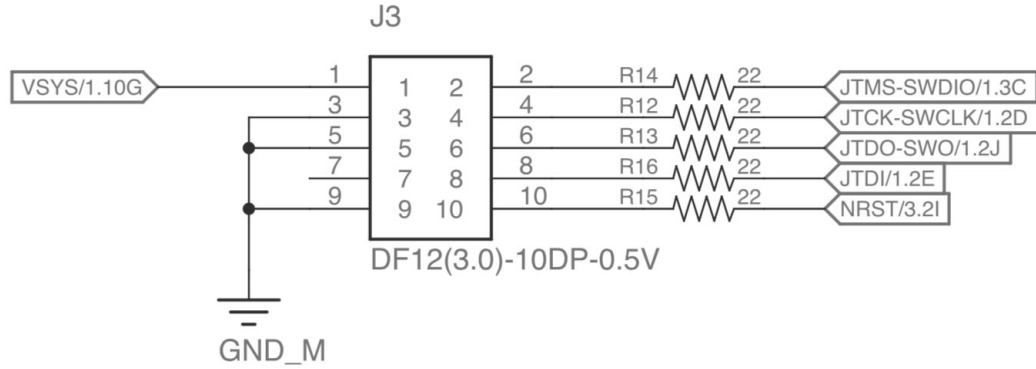 J3
VSYS/1.10G 1 1 2 2 R14 22 JTMS-SWDIO/1.3C
3 3 4 4 R12 22 JTCK-SWCLK/1.2D
5 5 6 6 R13 22 JTDO-SWO/1.2J
7 7 8 8 R16 22 JTDI/1.2E
9 9 10 10 R15 22 NRST/3.2I
DF12(3.0)-10DP-0.5V
GND_M